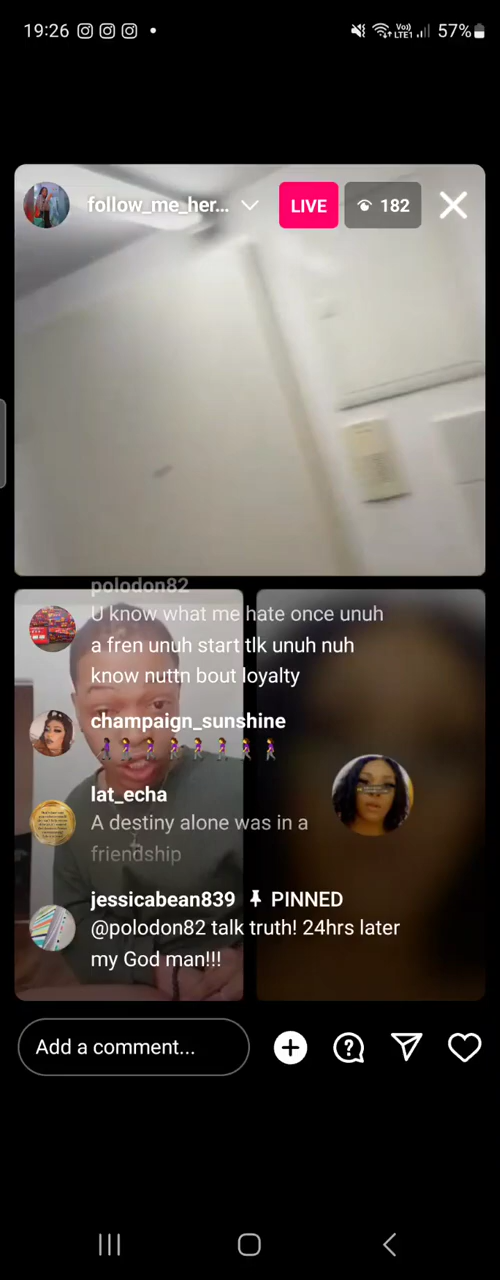 19:26
Vo))
LTE1
57%
follow_me_her...
LIVE
182
polodon82
U know what me hate once unuh
a fren unuh start tlk unuh nuh
know nuttn bout loyalty
champaign_sunshine
🚶🏾‍♀️🚶🏾‍♀️🚶🏾‍♀️🚶🏾‍♀️🚶🏾‍♀️🚶🏾‍♀️🚶🏾‍♀️🚶🏾‍♀️
lat_echa
A destiny alone was in a
friendship
jessicabean839 PINNED
@polodon82 talk truth! 24hrs later
my God man!!!
Add a comment...